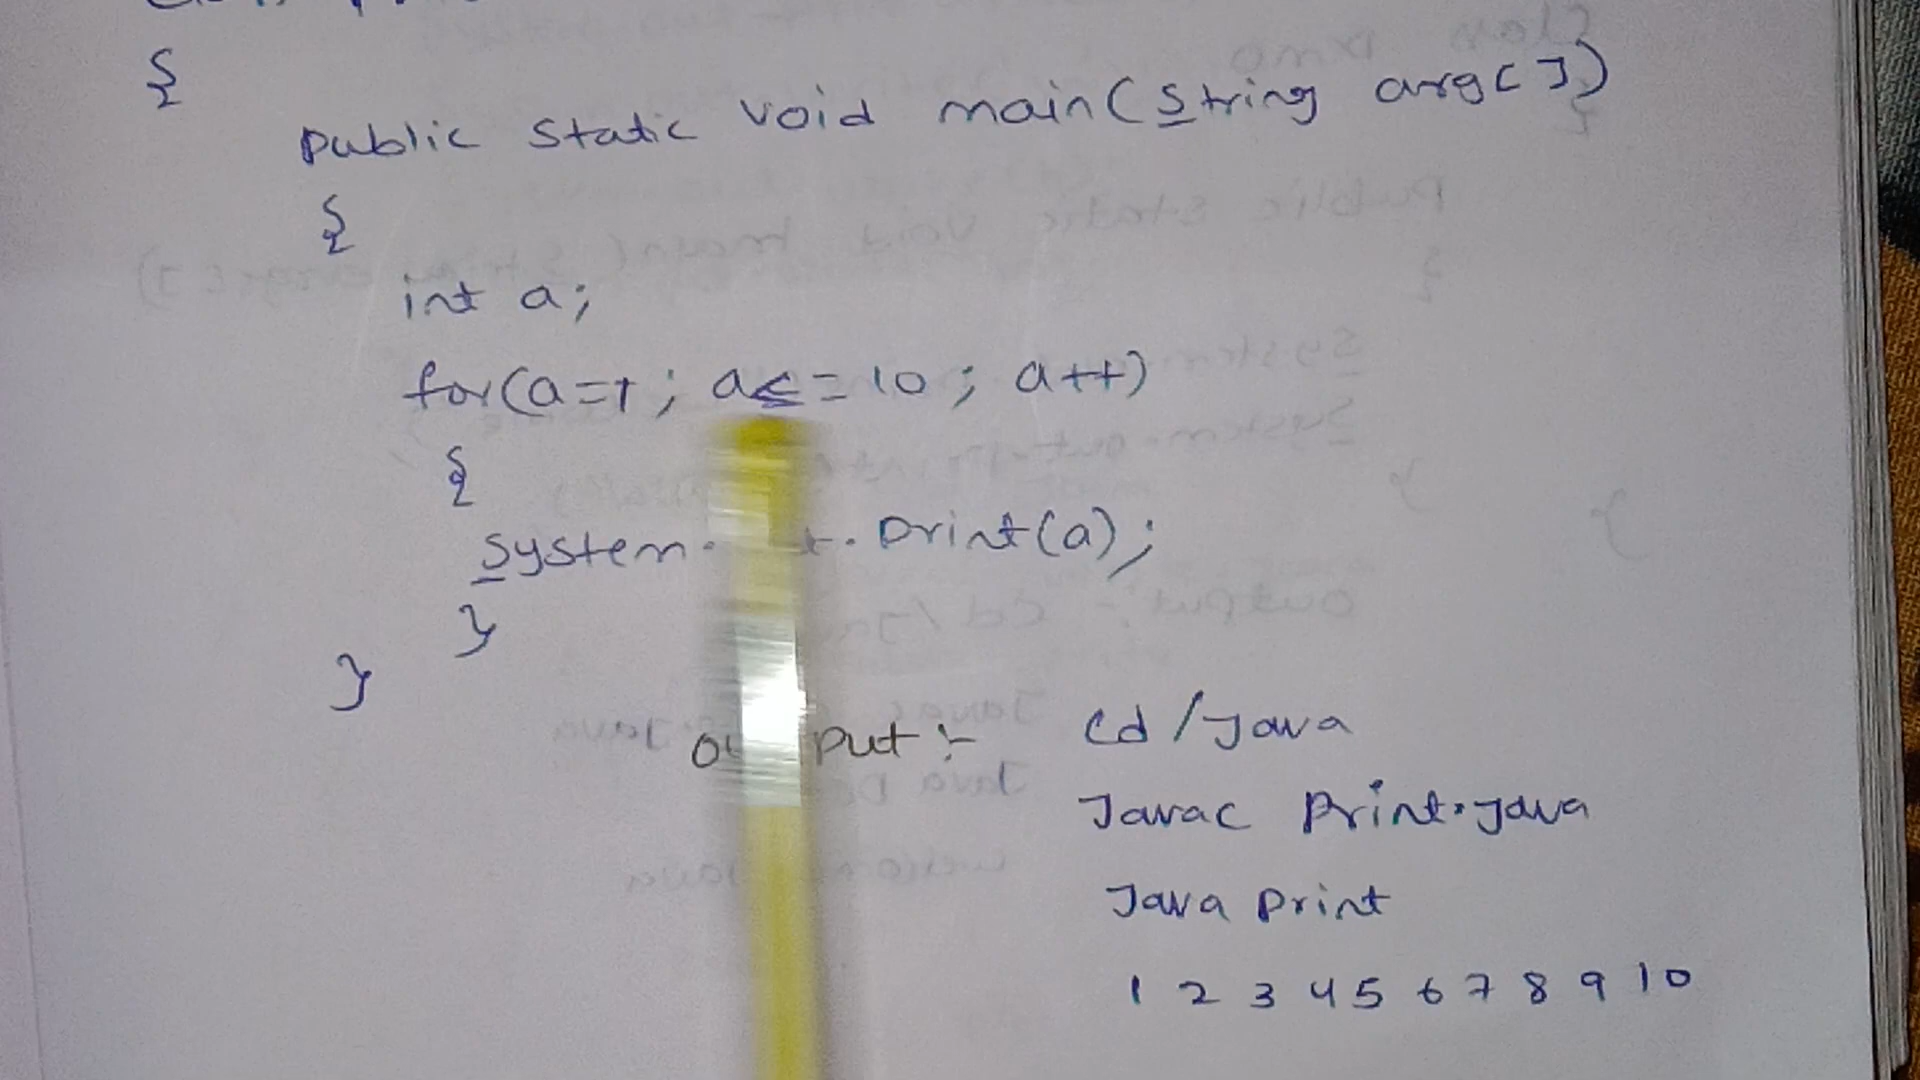 {
public static void main(String arg[])
{
int a;
for(a=1; a<=10; a++)
{
System. .print(a);
}
}
output:- cd/Java
Javac Print.java
Java print
1 2 3 4 5 6 7 8 9 10